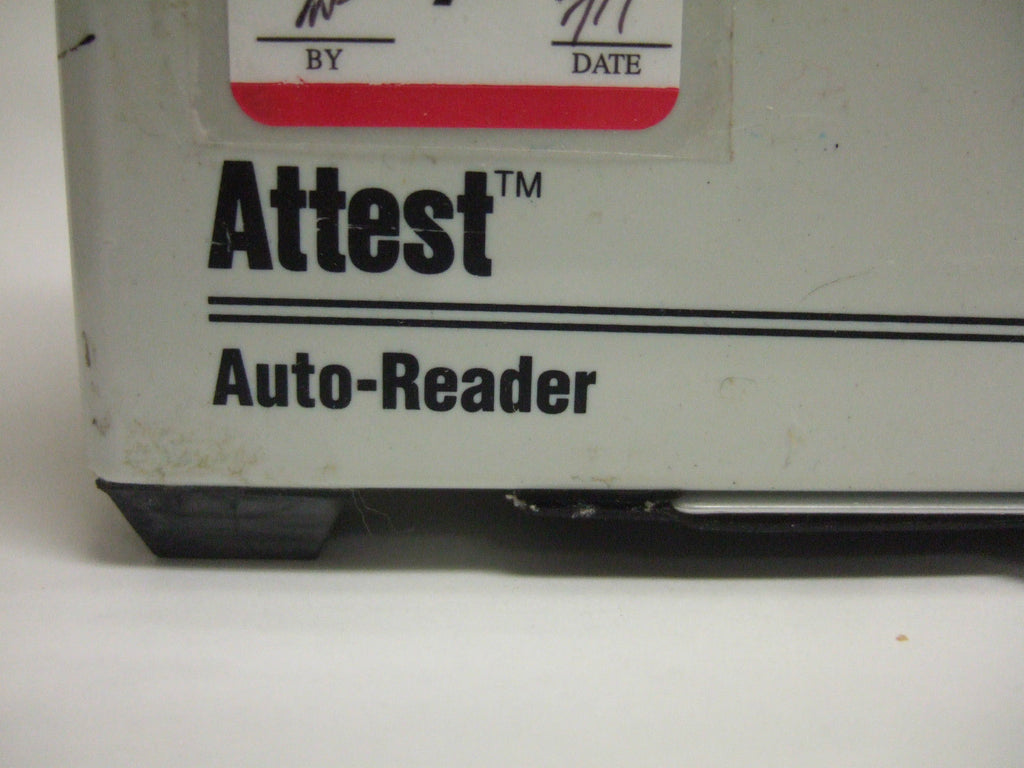 BY DATE
Attest™
Auto-Reader